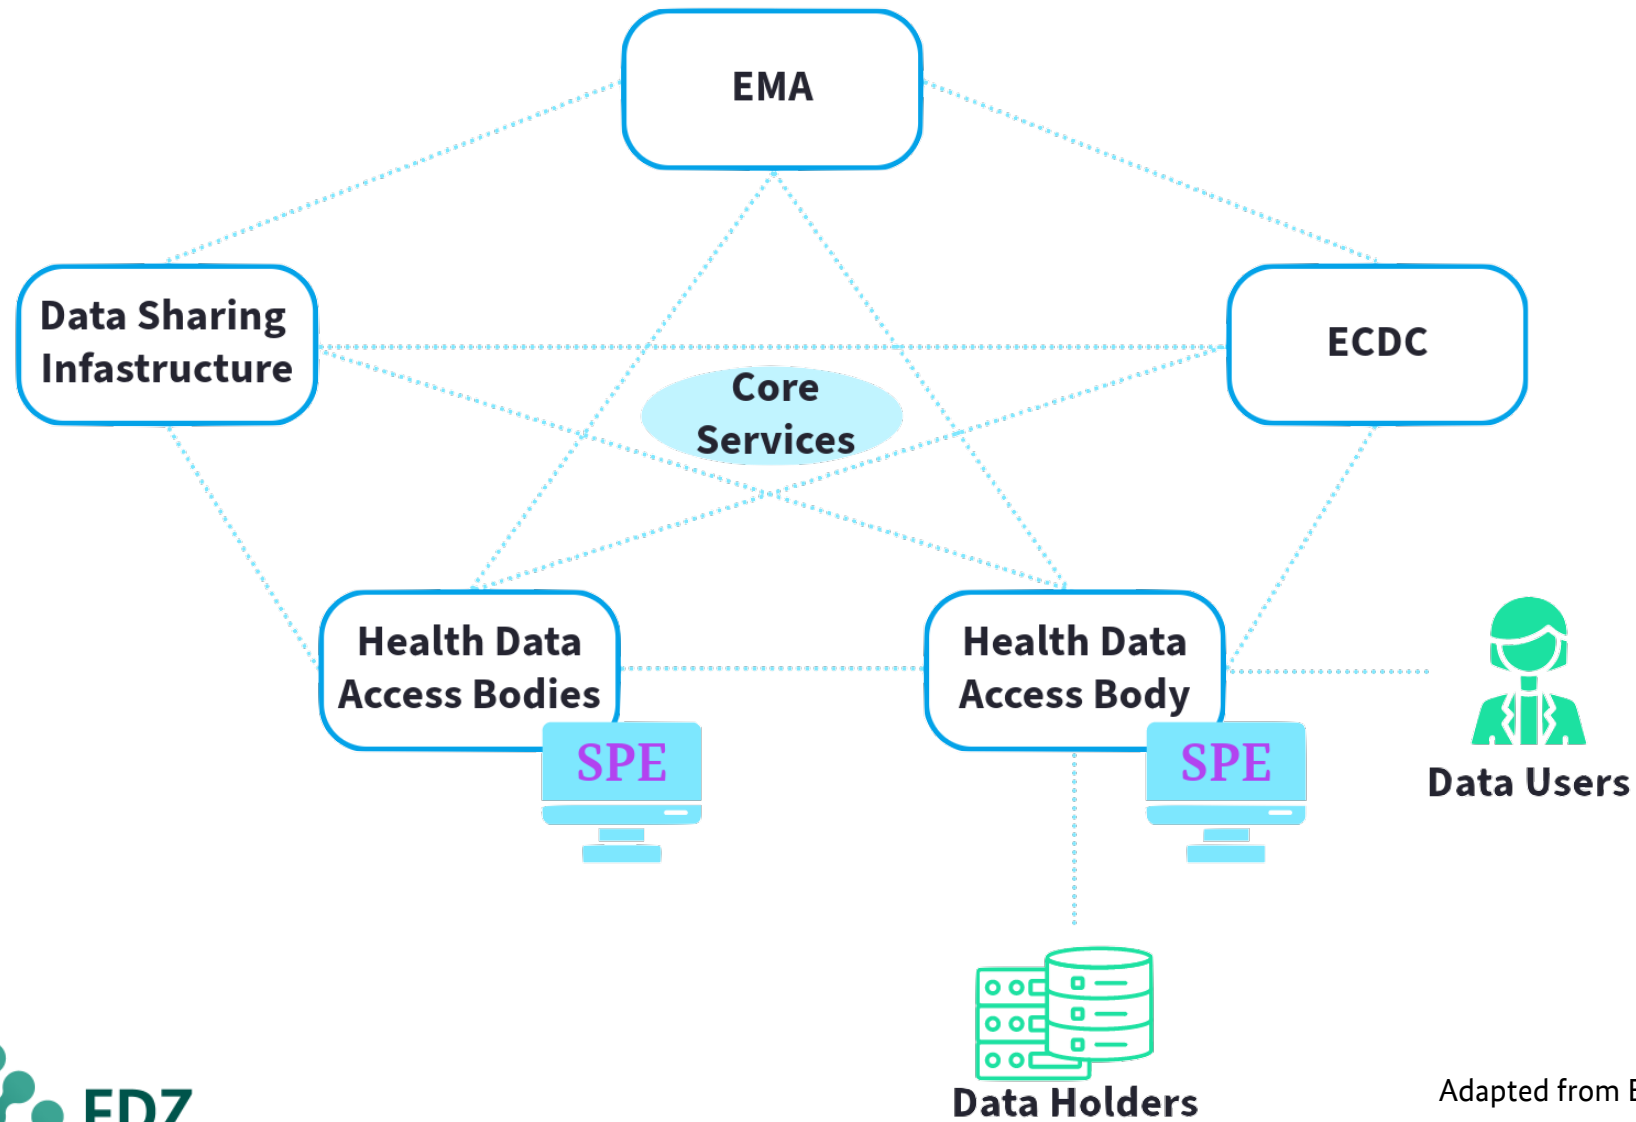 EMA
Data Sharing
Infastructure
ECDC
Core
Services
Health Data
Access Bodies
Health Data
Access Body
SPE
SPE
Data Users
Data Holders
Adapted from
FDZ